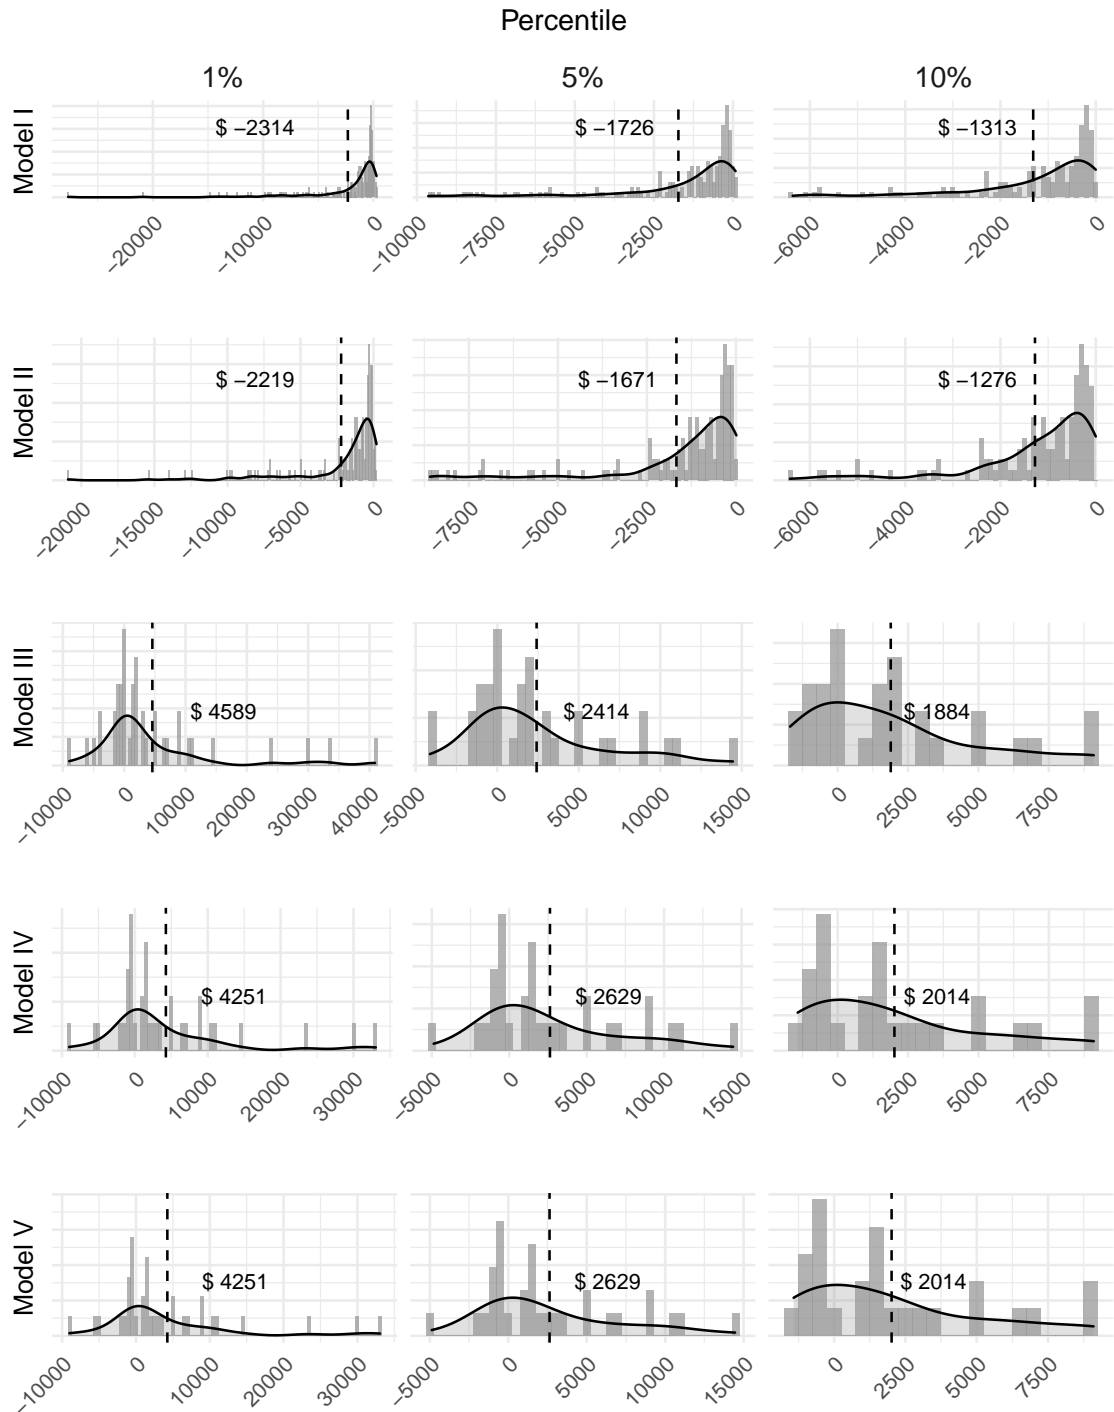 Percentile
1% 5% 10%
Model I
$ −2314 $ −1726 $ −1313
−20000 −10000 0 −10000 −7500 −5000 −2500 0 −6000 −4000 −2000 0
Model II
$ −2219 $ −1671 $ −1276
−20000 −15000 −10000 −5000 0 −7500 −5000 −2500 0 −6000 −4000 −2000 0
Model III
$ 4589 $ 2414 $ 1884
−10000 0 10000 20000 30000 40000 −5000 0 5000 10000 15000 0 2500 5000 7500
Model IV
$ 4251 $ 2629 $ 2014
−10000 0 10000 20000 30000 −5000 0 5000 10000 15000 0 2500 5000 7500
Model V
$ 4251 $ 2629 $ 2014
−10000 0 10000 20000 30000 −5000 0 5000 10000 15000 0 2500 5000 7500